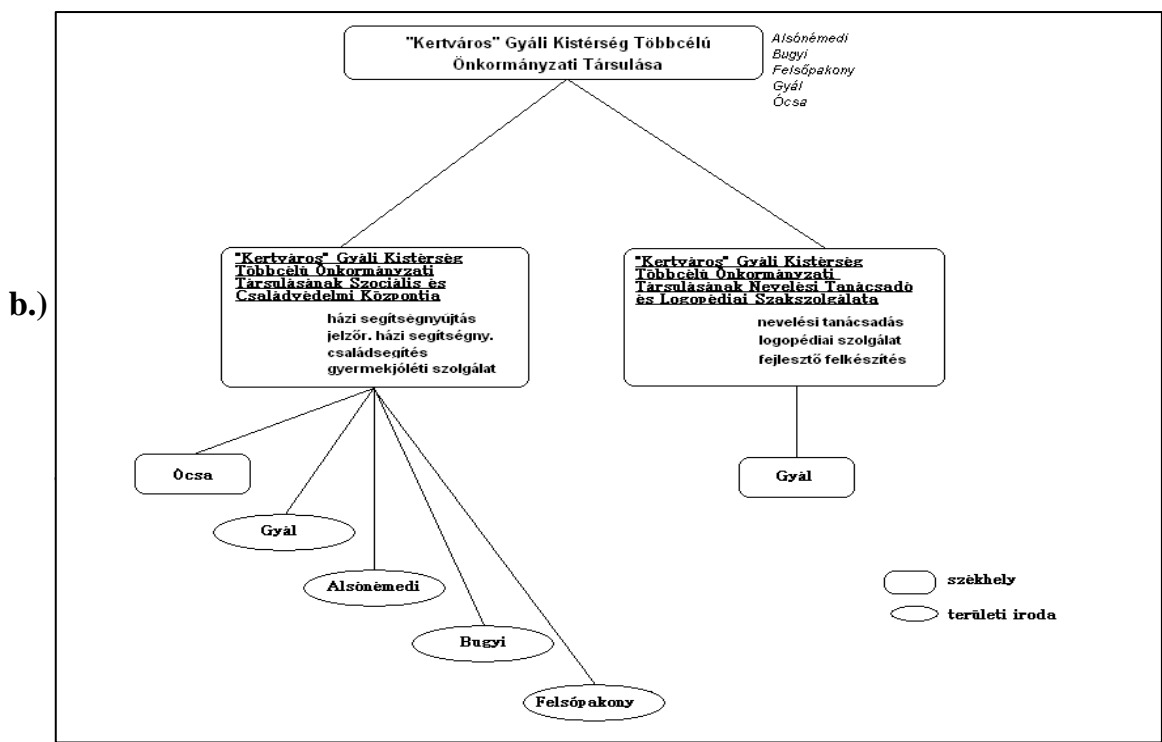 "Kertváros" Gyáli Kistérség Többcélú
Önkormányzati Társulása
Alsónémedi
Bugyi
Felsőpakony
Gyál
Ócsa
b.)
"Kertváros" Gyáli Kistérség
Többcélú Önkormányzati
Társulásának Szociális és
Családvédelmi Központja
házi segítségnyújtás
jelzőr. házi segítségny.
családsegítés
gyermekjóléti szolgálat
"Kertváros" Gyáli Kistérség
Többcélú Önkormányzati
Társulásának Nevelési Tanácsadó
és Logopédiai Szakszolgálata
nevelési tanácsadás
logopédiai szolgálat
fejlesztő felkészítés
Ócsa
Gyál
Gyál
Alsónémedi
Bugyi
Felsőpakony
székhely
területi iroda